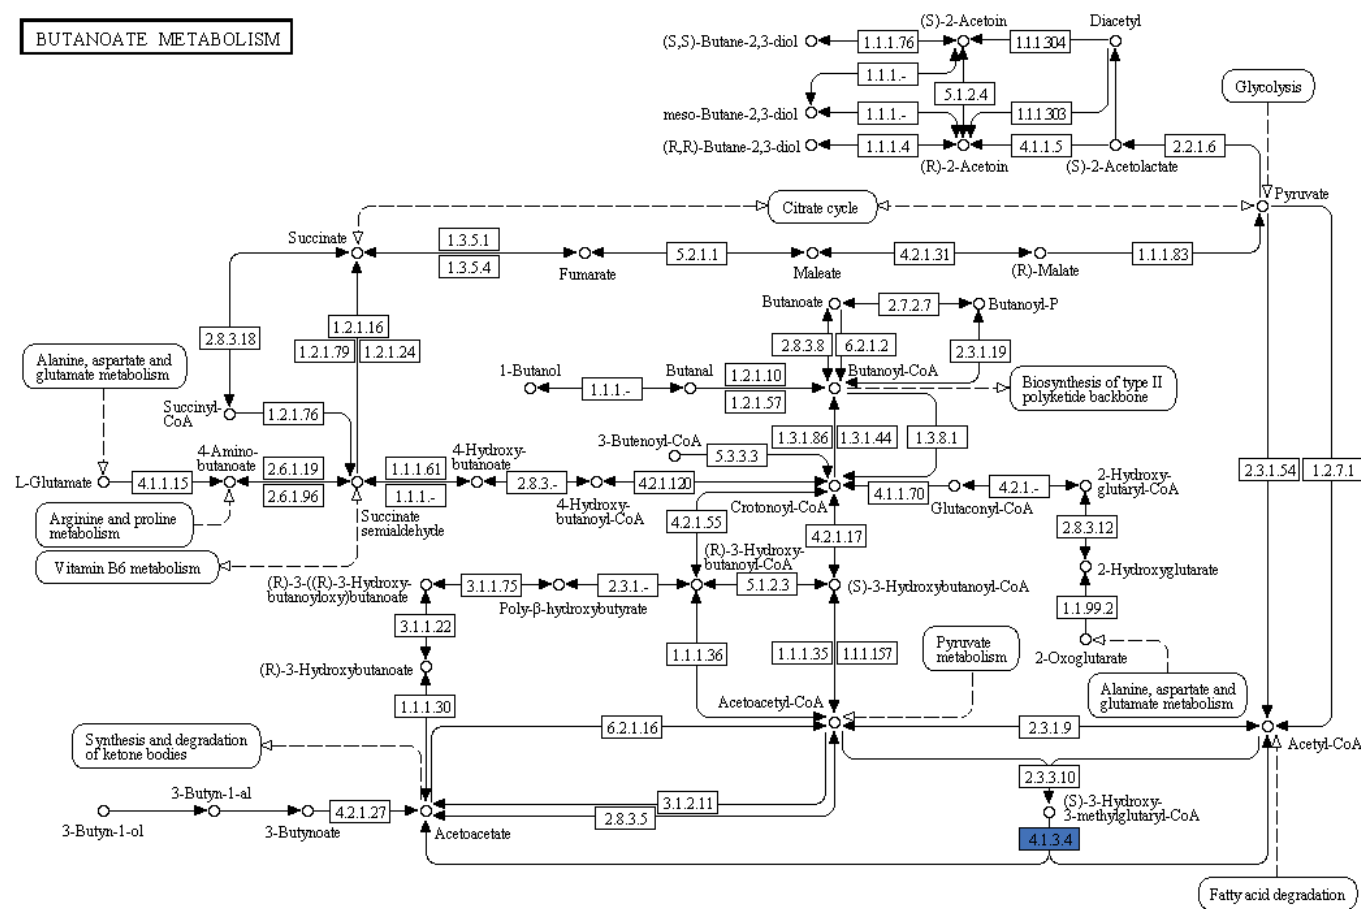 BUTANOATE METABOLISM
(S)-2-Acetoin
Diacetyl
(S,S)-Butane-2,3-diol
1.1.1.76
1.1.1.304
1.1.1.-
5.1.2.4
Glycolysis
meso-Butane-2,3-diol
1.1.1.-
1.1.1.303
(R,R)-Butane-2,3-diol
1.1.1.4
4.1.1.5
2.2.1.6
(R)-2-Acetoin
(S)-2-Acetolactate
Pyruvate
Citrate cycle
Succinate
1.3.5.1
1.3.5.4
Fumarate
5.2.1.1
Maleate
4.2.1.31
(R)-Malate
1.1.1.83
Butanoate
2.7.2.7
Butanoyl-P
2.8.3.18
1.2.1.16
1.2.1.79
1.2.1.24
2.8.3.8
6.2.1.2
2.3.1.19
Alanine, aspartate and
glutamate metabolism
1-Butanol
1.1.1.-
Butanal
1.2.1.10
1.2.1.57
Butanoyl-CoA
Biosynthesis of type II
polyketide backbone
Succinyl-
CoA
1.2.1.76
3-Butenoyl-CoA
5.3.3.3
1.3.1.86
1.3.1.44
1.3.8.1
L-Glutamate
4.1.1.15
4-Amino-
butanoate
2.6.1.19
2.6.1.96
1.1.1.61
1.1.1.-
4-Hydroxy-
butanoate
2.8.3.-
4-Hydroxy-
butanoyl-CoA
4.2.1.120
Crotonoyl-CoA
4.1.1.70
Glutaconyl-CoA
4.2.1.-
2-Hydroxy-
glutaryl-CoA
2.3.1.54
1.2.7.1
Arginine and proline
metabolism
Succinate
semialdehyde
Vitamin B6 metabolism
4.2.1.55
4.2.1.17
2.8.3.12
(R)-3-Hydroxy-
butanoyl-CoA
2-Hydroxyglutarate
(R)-3-((R)-3-Hydroxy-
butanoyloxy)butanoate
3.1.1.75
Poly-β-hydroxybutyrate
2.3.1.-
5.1.2.3
(S)-3-Hydroxybutanoyl-CoA
3.1.1.22
1.1.99.2
(R)-3-Hydroxybutanoate
1.1.1.36
1.1.1.35
1.1.1.157
Pyruvate
metabolism
2-Oxoglutarate
1.1.1.30
Acetoacetyl-CoA
Alanine, aspartate and
glutamate metabolism
Synthesis and degradation
of ketone bodies
6.2.1.16
2.3.1.9
Acetyl-CoA
2.3.3.10
3-Butyn-1-ol
3-Butyn-1-al
3-Butynoate
4.2.1.27
Acetoacetate
3.1.2.11
2.8.3.5
(S)-3-Hydroxy-
3-methylglutaryl-CoA
4.1.3.4
Fatty acid degradation